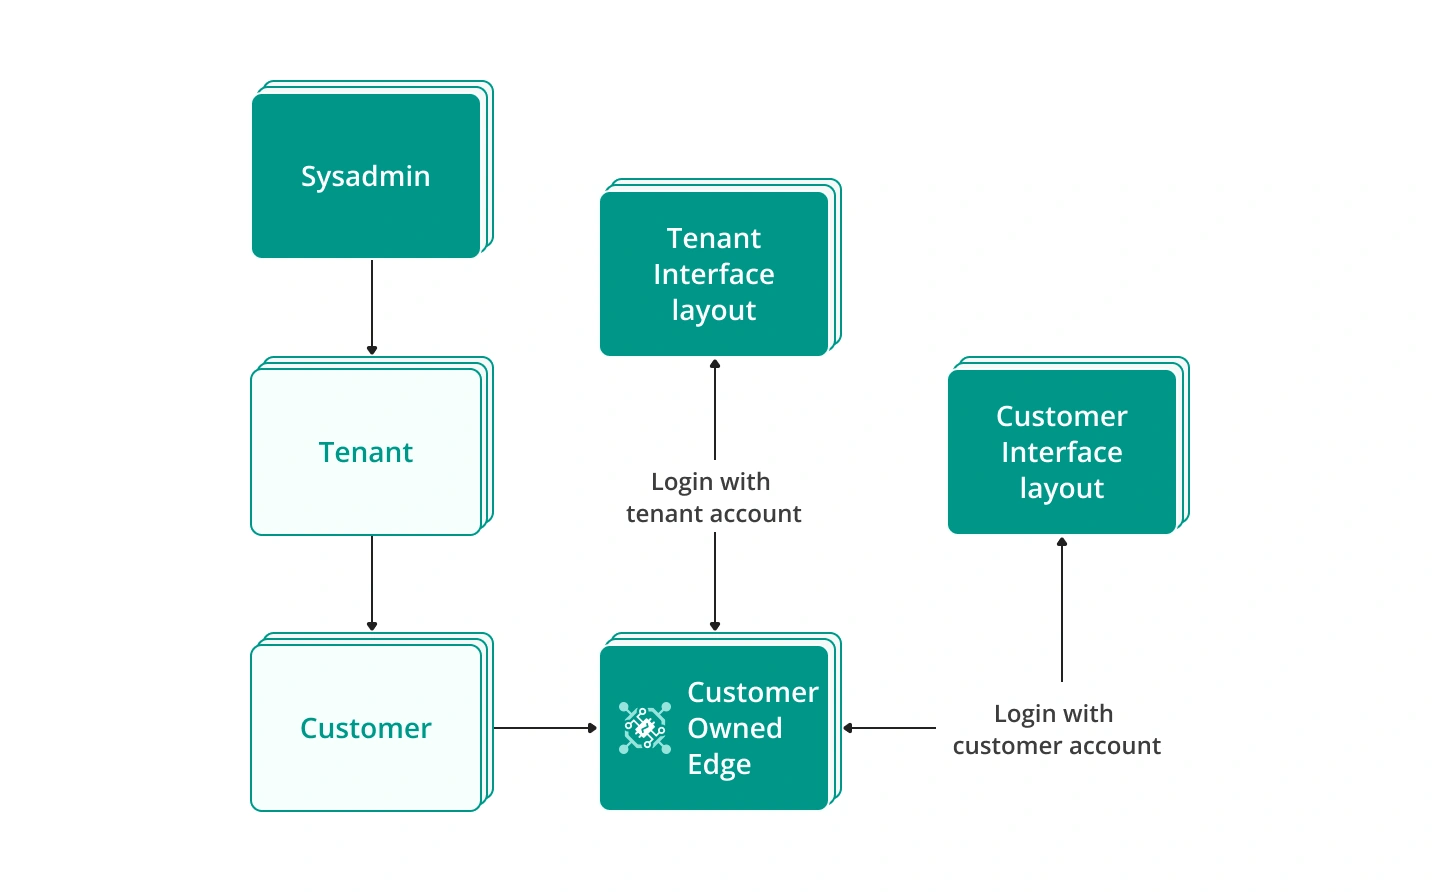 Sysadmin
Tenant
Interface
layout
Tenant
Customer
Interface
layout
Login with
tenant account
Customer
Customer
Owned
Edge
Login with
customer account